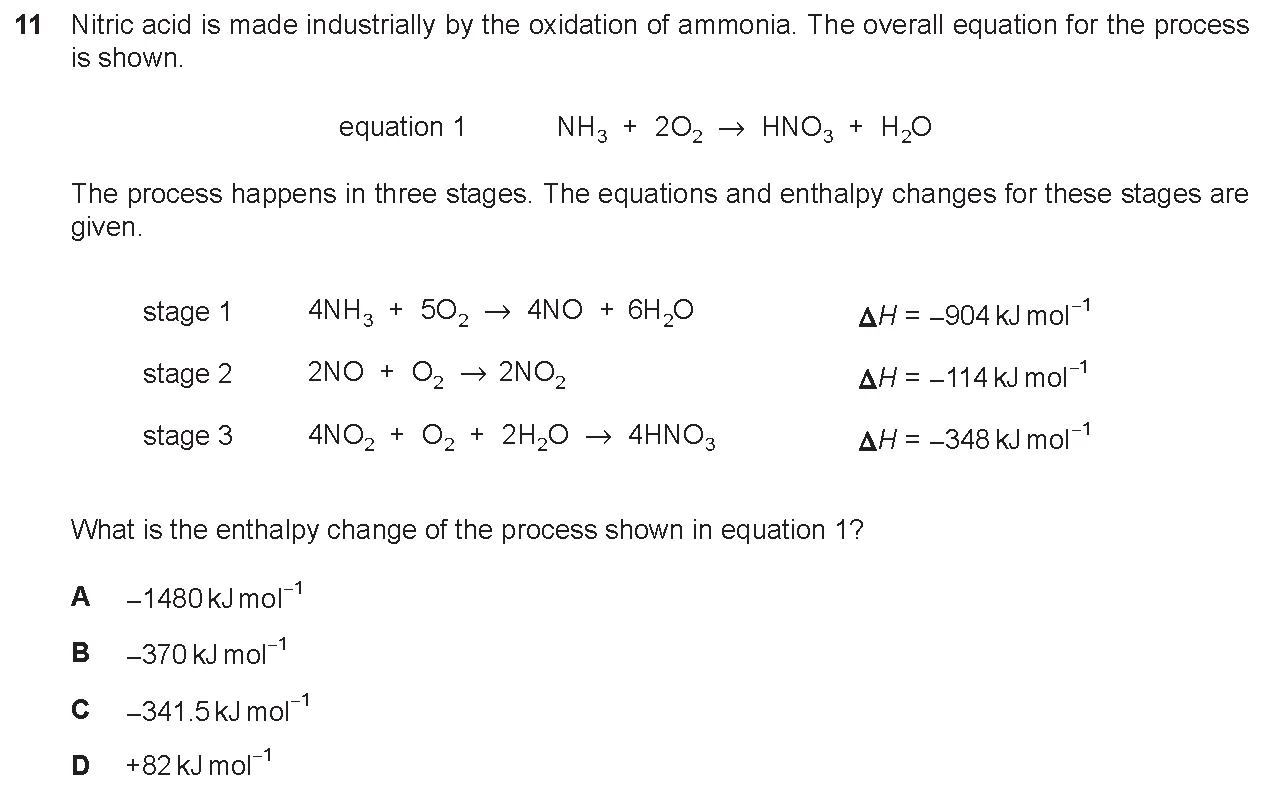 11 Nitric acid is made industrially by the oxidation of ammonia. The overall equation for the process
is shown.
equation 1 NH₃ + 2O₂ → HNO₃ + H₂O
The process happens in three stages. The equations and enthalpy changes for these stages are
given.
stage 1 4NH₃ + 5O₂ → 4NO + 6H₂O ΔH = –904 kJ mol⁻¹
stage 2 2NO + O₂ → 2NO₂ ΔH = –114 kJ mol⁻¹
stage 3 4NO₂ + O₂ + 2H₂O → 4HNO₃ ΔH = –348 kJ mol⁻¹
What is the enthalpy change of the process shown in equation 1?
A –1480 kJ mol⁻¹
B –370 kJ mol⁻¹
C –341.5 kJ mol⁻¹
D +82 kJ mol⁻¹